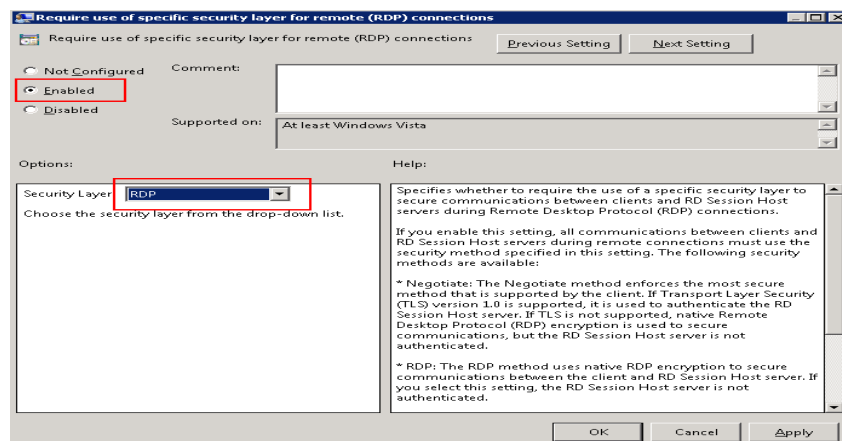 Require use of specific security layer for remote (RDP) connections
Require use of specific security layer for remote (RDP) connections
Previous Setting
Next Setting
Not Configured
Comment:
Enabled
Disabled
Supported on:
At least Windows Vista
Options:
Help:
Security Layer
RDP
Choose the security layer from the drop-down list.
Specifies whether to require the use of a specific security layer to
secure communications between clients and RD Session Host
servers during Remote Desktop Protocol (RDP) connections.
If you enable this setting, all communications between clients and
RD Session Host servers during remote connections must use the
security method specified in this setting. The following security
methods are available:
* Negotiate: The Negotiate method enforces the most secure
method that is supported by the client. If Transport Layer Security
(TLS) version 1.0 is supported, it is used to authenticate the RD
Session Host server. If TLS is not supported, native Remote
Desktop Protocol (RDP) encryption is used to secure
communications, but the RD Session Host server is not
authenticated.
* RDP: The RDP method uses native RDP encryption to secure
communications between the client and RD Session Host server. If
you select this setting, the RD Session Host server is not
authenticated.
OK
Cancel
Apply